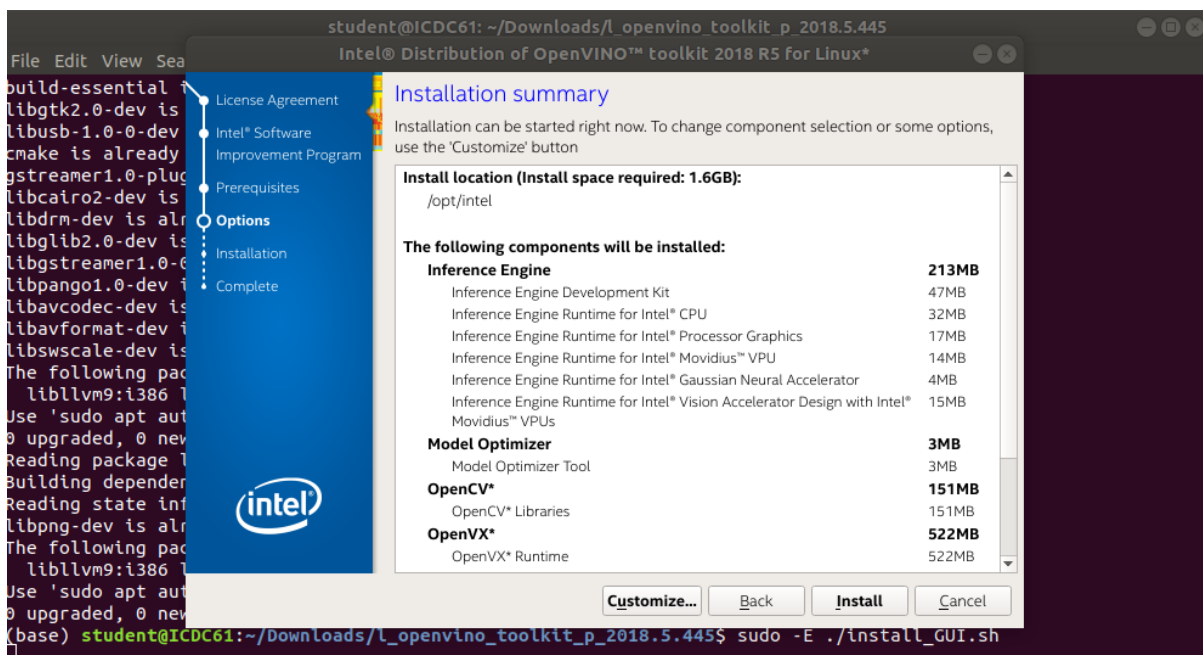 student@ICDC61: ~/Downloads/l_openvino_toolkit_p_2018.5.445
File Edit View Sea
Intel® Distribution of OpenVINO™ toolkit 2018 R5 for Linux*
build-essential i
libgtk2.0-dev is
libusb-1.0-0-dev
cmake is already
gstreamer1.0-plug
libcairo2-dev is
libdrm-dev is alr
libglib2.0-dev is
libgstreamer1.0-0
libpango1.0-dev i
libavcodec-dev is
libavformat-dev i
libswscale-dev is
The following pac
libllvm9:i386 l
Use 'sudo apt aut
0 upgraded, 0 new
Reading package l
Building depender
Reading state inf
libpng-dev is alr
The following pac
libllvm9:i386 l
Use 'sudo apt aut
0 upgraded, 0 new
License Agreement
Intel® Software
Improvement Program
Prerequisites
Options
Installation
Complete
intel®
Installation summary
Installation can be started right now. To change component selection or some options,
use the 'Customize' button
Install location (Install space required: 1.6GB):
/opt/intel
The following components will be installed:
Inference Engine 213MB
Inference Engine Development Kit 47MB
Inference Engine Runtime for Intel® CPU 32MB
Inference Engine Runtime for Intel® Processor Graphics 17MB
Inference Engine Runtime for Intel® Movidius™ VPU 14MB
Inference Engine Runtime for Intel® Gaussian Neural Accelerator 4MB
Inference Engine Runtime for Intel® Vision Accelerator Design with Intel® 15MB
Movidius™ VPUs
Model Optimizer 3MB
Model Optimizer Tool 3MB
OpenCV* 151MB
OpenCV* Libraries 151MB
OpenVX* 522MB
OpenVX* Runtime 522MB
Customize... Back Install Cancel
(base) student@ICDC61:~/Downloads/l_openvino_toolkit_p_2018.5.445$ sudo -E ./install_GUI.sh